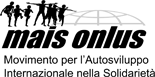 mais onlus
Movimento per l'Autosviluppo
Internazionale nella Solidarietà